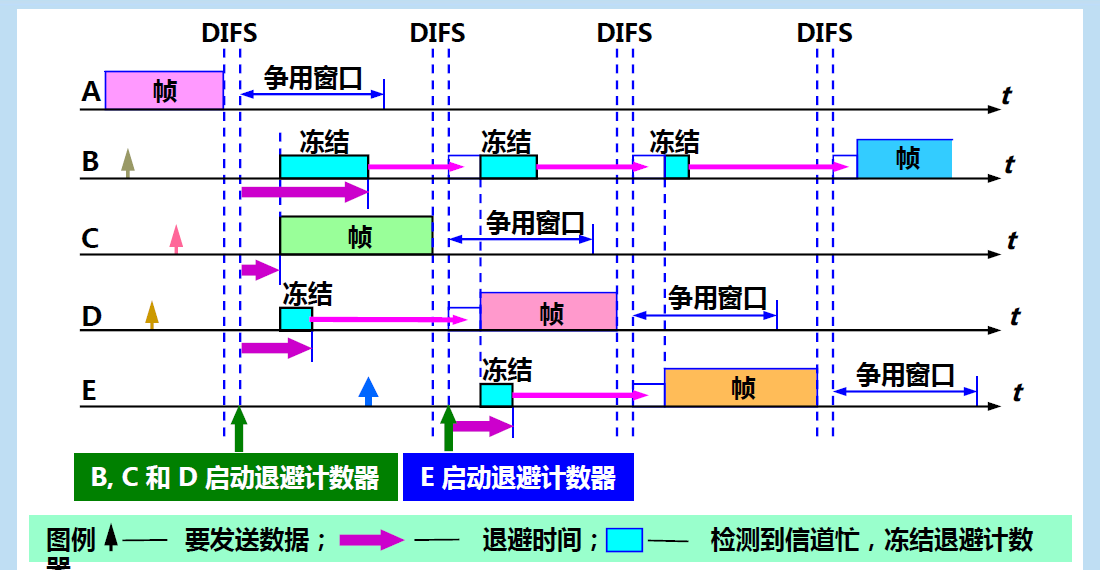 DIFS DIFS DIFS DIFS
A 帧 争用窗口 t
B 冻结 冻结 冻结 帧 t
C 帧 争用窗口 t
D 冻结 帧 争用窗口 t
E 冻结 帧 争用窗口 t
B, C 和 D 启动退避计数器 E 启动退避计数器
图例 要发送数据； 退避时间； 检测到信道忙，冻结退避计数
器